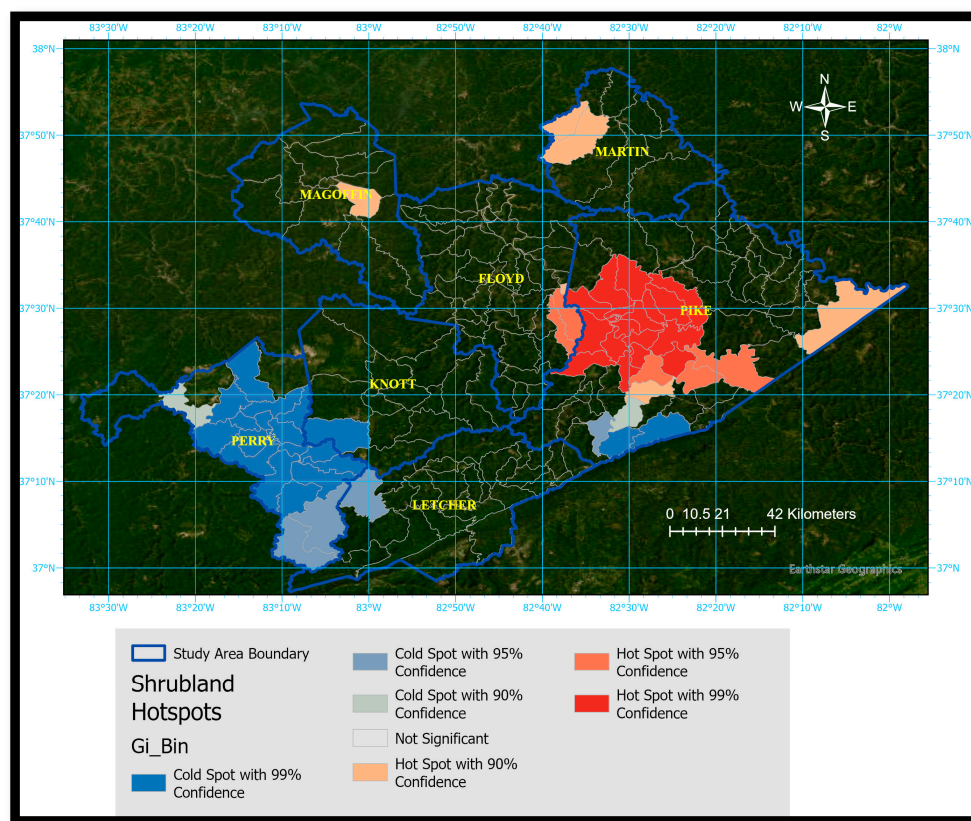 83°30'W 83°20'W 83°10'W 83°W 82°50'W 82°40'W 82°30'W 82°20'W 82°10'W 82°W
38°N 38°N
N
W E
S
37°50'N 37°50'N
MARTIN
37°40'N 37°40'N
FLOYD
37°30'N 37°30'N
PIKE
37°20'N 37°20'N
KNOTT
PERRY
37°10'N 37°10'N
LETCHER
0 10.5 21 42 Kilometers
37°N 37°N
Earthstar Geographics
83°30'W 83°20'W 83°10'W 83°W 82°50'W 82°40'W 82°30'W 82°20'W 82°10'W 82°W
Study Area Boundary
Shrubland
Hotspots
Gi_Bin
Cold Spot with 99%
Confidence
Cold Spot with 95%
Confidence
Cold Spot with 90%
Confidence
Not Significant
Hot Spot with 90%
Confidence
Hot Spot with 95%
Confidence
Hot Spot with 99%
Confidence